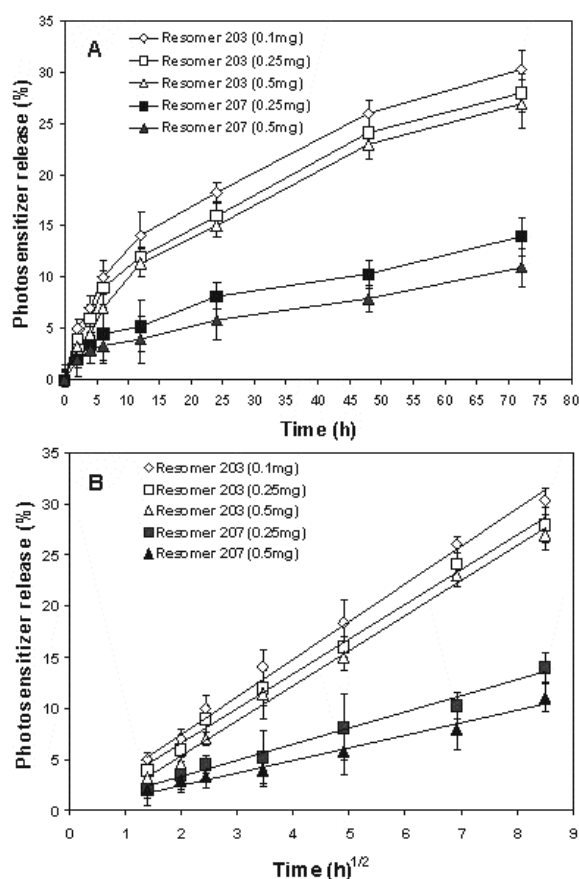 A
Resomer 203 (0.1mg)
Resomer 203 (0.25mg)
Resomer 203 (0.5mg)
Resomer 207 (0.25mg)
Resomer 207 (0.5mg)
Photosensitizer release (%)
35
30
25
20
15
10
5
0
0 5 10 15 20 25 30 35 40 45 50 55 60 65 70 75 80
Time (h)
B
Resomer 203 (0.1mg)
Resomer 203 (0.25mg)
Resomer 203 (0.5mg)
Resomer 207 (0.25mg)
Resomer 207 (0.5mg)
Photosensitizer release (%)
35
30
25
20
15
10
5
0
0 1 2 3 4 5 6 7 8 9
Time (h)1/2